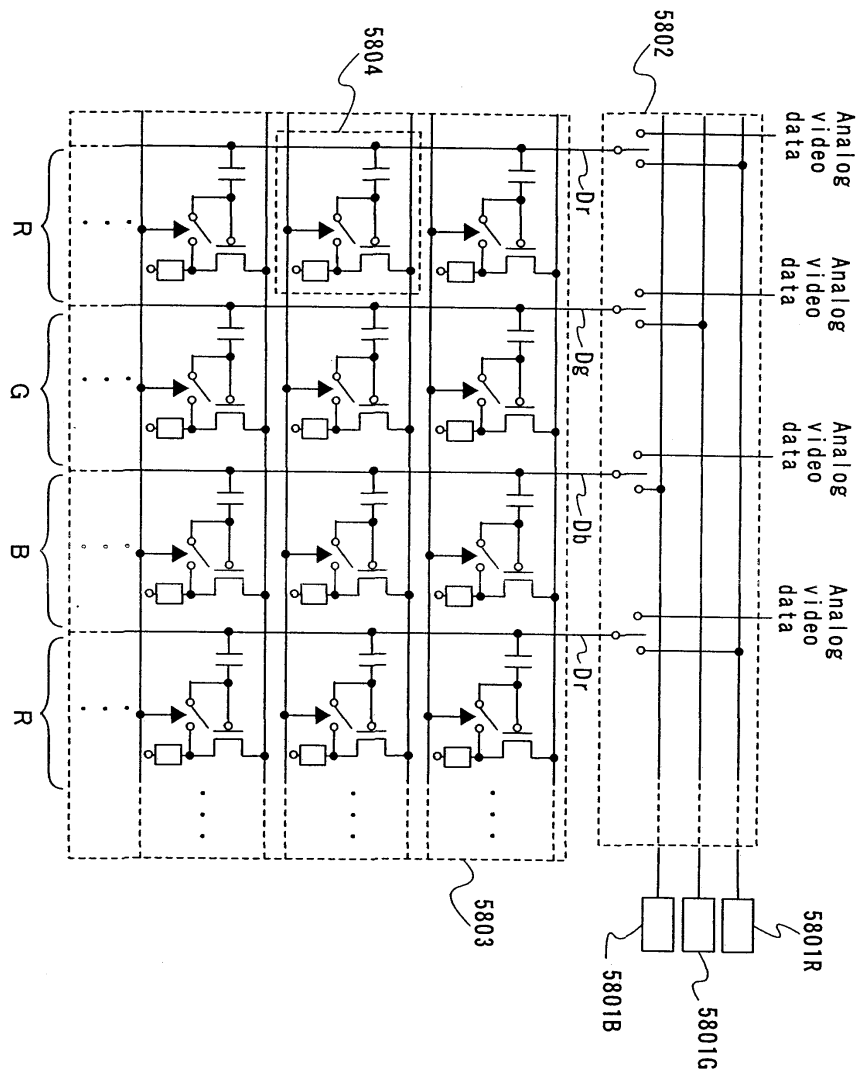 5802
Analog
video
data
Analog
video
data
Analog
video
data
Analog
video
data
5804
Dr
Dg
Db
Dr
5801R
5801G
5801B
5803
R
G
B
R